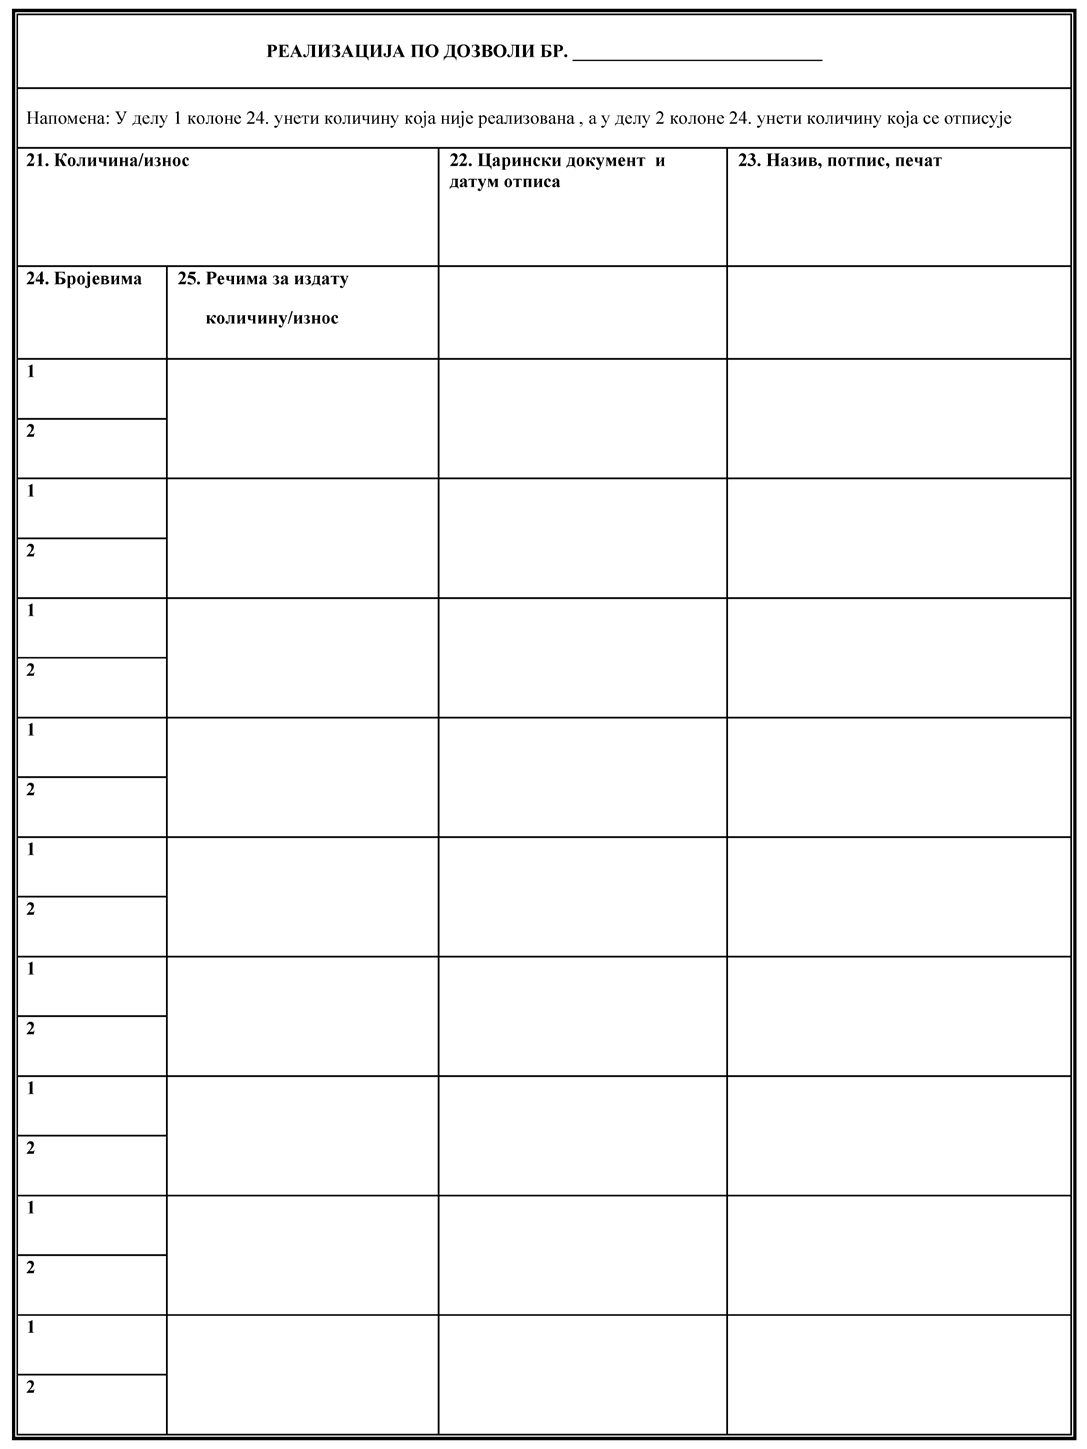 РЕАЛИЗАЦИЈА ПО ДОЗВОЛИ БР. _________________________
Напомена: У делу 1 колоне 24. унети количину која није реализована , а у делу 2 колоне 24. унети количину која се отписује
21. Количина/износ
22. Царински документ и
датум отписа
23. Назив, потпис, печат
24. Бројевима
25. Речима за издату
количину/износ
1
2
1
2
1
2
1
2
1
2
1
2
1
2
1
2
1
2